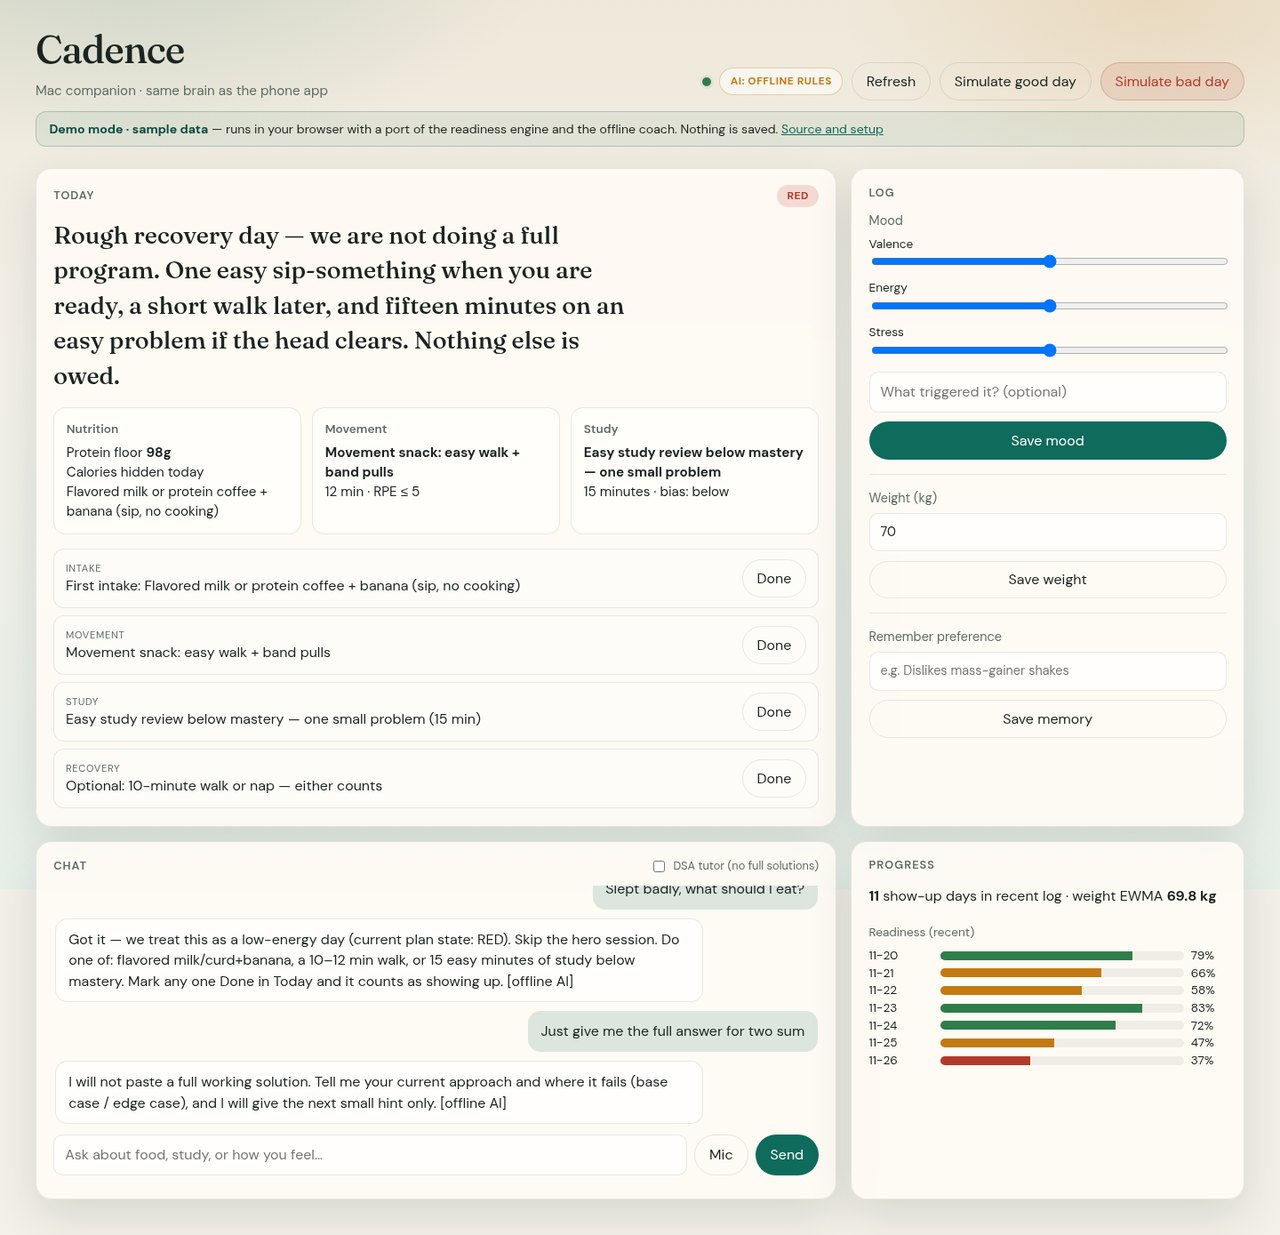 Cadence
Mac companion · same brain as the phone app
AI: OFFLINE RULES
Refresh
Simulate good day
Simulate bad day
Demo mode · sample data — runs in your browser with a port of the readiness engine and the offline coach. Nothing is saved. Source and setup
TODAY
RED
Rough recovery day — we are not doing a full
program. One easy sip-something when you are
ready, a short walk later, and fifteen minutes on an
easy problem if the head clears. Nothing else is
owed.
Nutrition
Protein floor 98g
Calories hidden today
Flavored milk or protein coffee +
banana (sip, no cooking)
Movement
Movement snack: easy walk +
band pulls
12 min · RPE ≤ 5
Study
Easy study review below mastery
— one small problem
15 minutes · bias: below
INTAKE
First intake: Flavored milk or protein coffee + banana (sip, no cooking)
Done
MOVEMENT
Movement snack: easy walk + band pulls
Done
STUDY
Easy study review below mastery — one small problem (15 min)
Done
RECOVERY
Optional: 10-minute walk or nap — either counts
Done
LOG
Mood
Valence
Energy
Stress
What triggered it? (optional)
Save mood
Weight (kg)
70
Save weight
Remember preference
e.g. Dislikes mass-gainer shakes
Save memory
CHAT
DSA tutor (no full solutions)
Slept badly, what should I eat?
Got it — we treat this as a low-energy day (current plan state: RED). Skip the hero session. Do
one of: flavored milk/curd+banana, a 10–12 min walk, or 15 easy minutes of study below
mastery. Mark any one Done in Today and it counts as showing up. [offline AI]
Just give me the full answer for two sum
I will not paste a full working solution. Tell me your current approach and where it fails (base
case / edge case), and I will give the next small hint only. [offline AI]
Ask about food, study, or how you feel...
Mic
Send
PROGRESS
11 show-up days in recent log · weight EWMA 69.8 kg
Readiness (recent)
11-20 79%
11-21 66%
11-22 58%
11-23 83%
11-24 72%
11-25 47%
11-26 37%